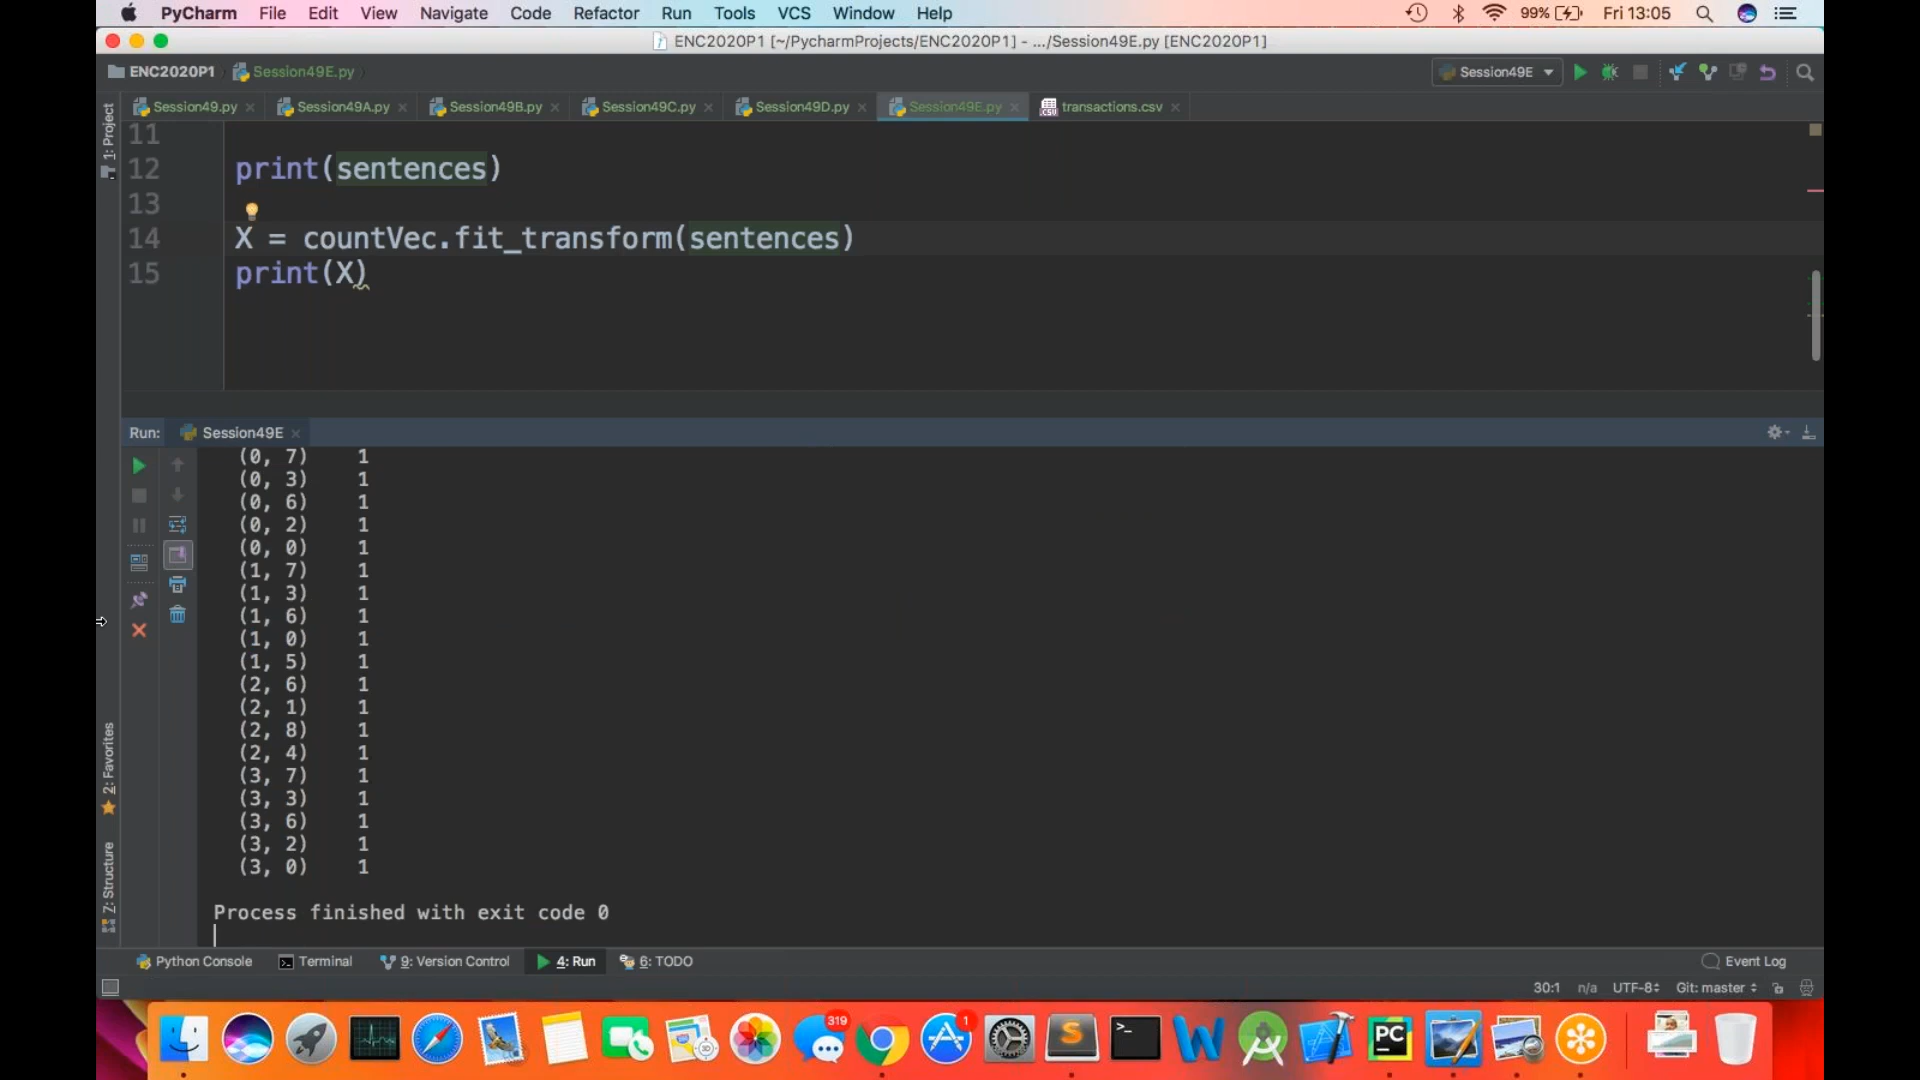 PyCharm File Edit View Navigate Code Refactor Run Tools VCS Window Help 99% Fri 13:05
ENC2020P1 [~/PycharmProjects/ENC2020P1] - .../Session49E.py [ENC2020P1]
ENC2020P1 Session49E.py Session49E
Session49.py Session49A.py Session49B.py Session49C.py Session49D.py Session49E.py transactions.csv
1: Project
11
12 print(sentences)
13
14 X = countVec.fit_transform(sentences)
15 print(X)
Run: Session49E
(0, 7) 1
(0, 3) 1
(0, 6) 1
(0, 2) 1
(0, 0) 1
(1, 7) 1
(1, 3) 1
(1, 6) 1
(1, 0) 1
(1, 5) 1
(2, 6) 1
(2, 1) 1
(2, 8) 1
(2, 4) 1
(3, 7) 1
(3, 3) 1
(3, 6) 1
(3, 2) 1
(3, 0) 1
2: Favorites
Z: Structure
Process finished with exit code 0
Python Console Terminal 9: Version Control 4: Run 6: TODO Event Log
30:1 n/a UTF-8 Git: master
319
1
PC